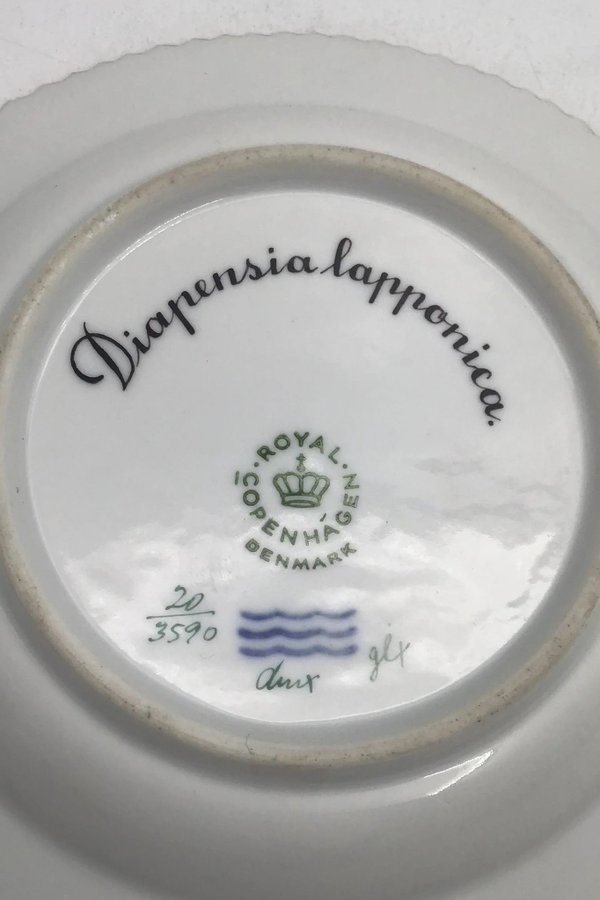 Diapensia lapponica.
ROYAL
COPENHAGEN
DENMARK
20
3590